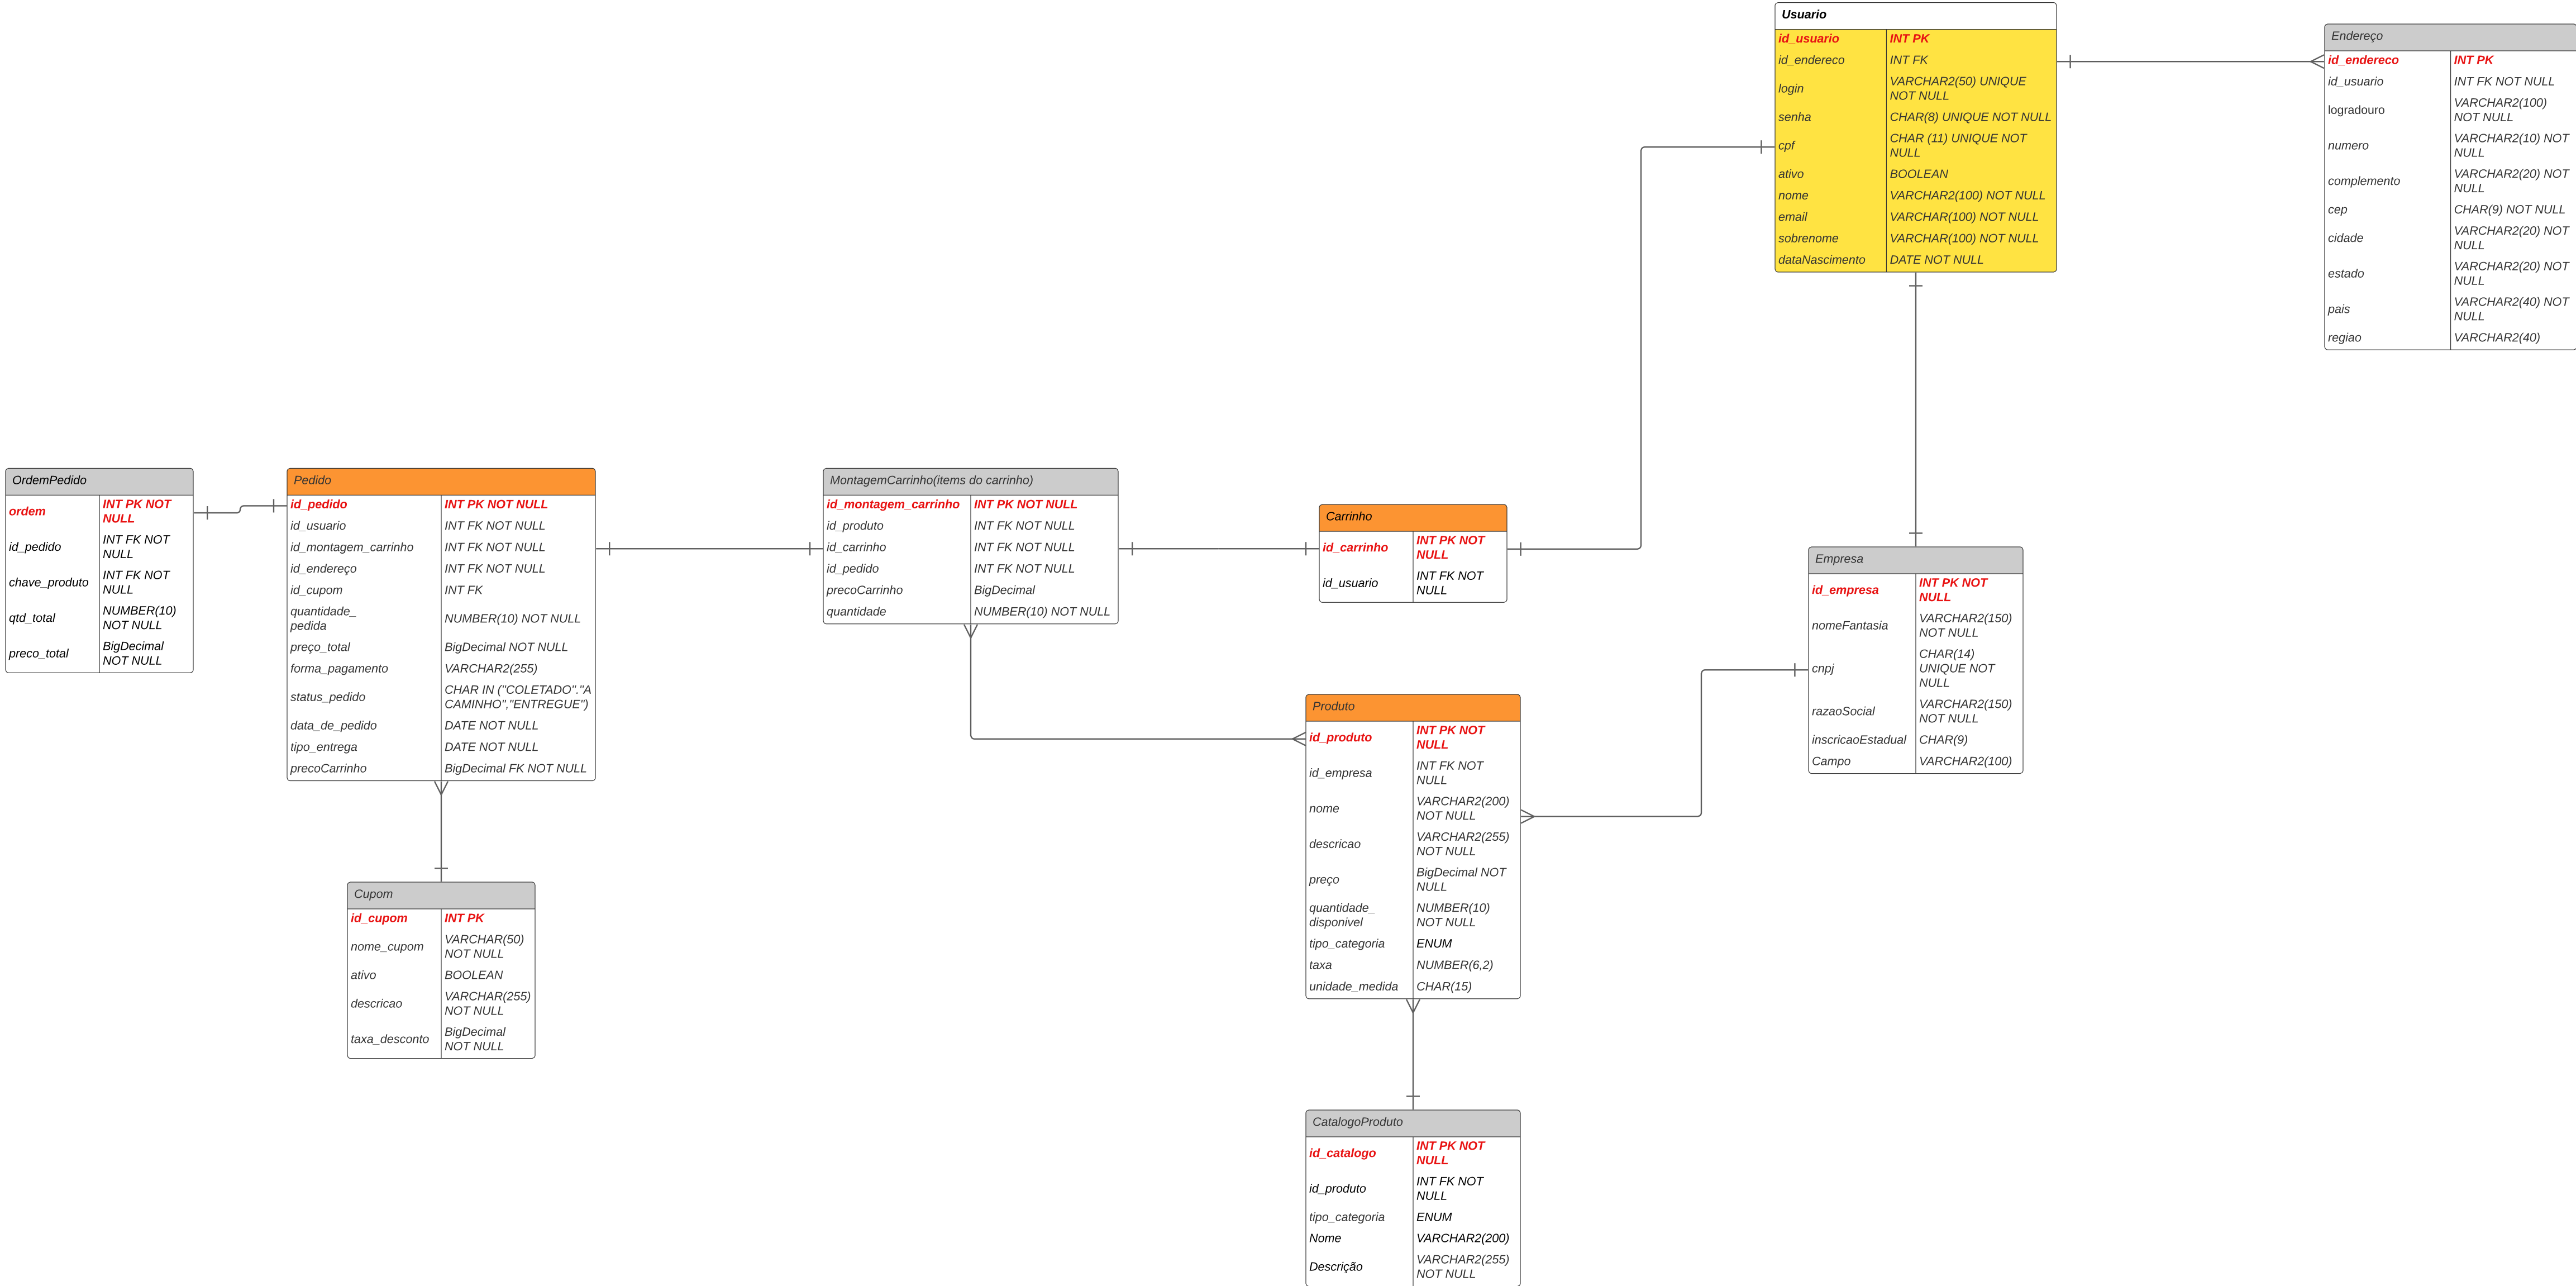 Usuario
id_usuario INT PK
id_endereco INT FK
login VARCHAR2(50) UNIQUE
NOT NULL
senha CHAR(8) UNIQUE NOT NULL
cpf CHAR (11) UNIQUE NOT
NULL
ativo BOOLEAN
nome VARCHAR2(100) NOT NULL
email VARCHAR(100) NOT NULL
sobrenome VARCHAR(100) NOT NULL
dataNascimento DATE NOT NULL
Endereço
id_endereco INT PK
id_usuario INT FK NOT NULL
logradouro VARCHAR2(100)
NOT NULL
numero VARCHAR2(10) NOT
NULL
complemento VARCHAR2(20) NOT
NULL
cep CHAR(9) NOT NULL
cidade VARCHAR2(20) NOT
NULL
estado VARCHAR2(20) NOT
NULL
pais VARCHAR2(40) NOT
NULL
regiao VARCHAR2(40)
OrdemPedido
ordem INT PK NOT
NULL
id_pedido INT FK NOT
NULL
chave_produto INT FK NOT
NULL
qtd_total NUMBER(10)
NOT NULL
preco_total BigDecimal
NOT NULL
Pedido
id_pedido INT PK NOT NULL
id_usuario INT FK NOT NULL
id_montagem_carrinho INT FK NOT NULL
id_endereço INT FK NOT NULL
id_cupom INT FK
quantidade_
pedida NUMBER(10) NOT NULL
preço_total BigDecimal NOT NULL
forma_pagamento VARCHAR2(255)
status_pedido CHAR IN ("COLETADO"."A
CAMINHO","ENTREGUE")
data_de_pedido DATE NOT NULL
tipo_entrega DATE NOT NULL
precoCarrinho BigDecimal FK NOT NULL
MontagemCarrinho(items do carrinho)
id_montagem_carrinho INT PK NOT NULL
id_produto INT FK NOT NULL
id_carrinho INT FK NOT NULL
id_pedido INT FK NOT NULL
precoCarrinho BigDecimal
quantidade NUMBER(10) NOT NULL
Carrinho
id_carrinho INT PK NOT
NULL
id_usuario INT FK NOT
NULL
Empresa
id_empresa INT PK NOT
NULL
nomeFantasia VARCHAR2(150)
NOT NULL
cnpj CHAR(14)
UNIQUE NOT
NULL
razaoSocial VARCHAR2(150)
NOT NULL
inscricaoEstadual CHAR(9)
Campo VARCHAR2(100)
Produto
id_produto INT PK NOT
NULL
id_empresa INT FK NOT
NULL
nome VARCHAR2(200)
NOT NULL
descricao VARCHAR2(255)
NOT NULL
preço BigDecimal NOT
NULL
quantidade_ NUMBER(10)
disponivel NOT NULL
tipo_categoria ENUM
taxa NUMBER(6,2)
unidade_medida CHAR(15)
Cupom
id_cupom INT PK
nome_cupom VARCHAR(50)
NOT NULL
ativo BOOLEAN
descricao VARCHAR(255)
NOT NULL
taxa_desconto BigDecimal
NOT NULL
CatalogoProduto
id_catalogo INT PK NOT
NULL
id_produto INT FK NOT
NULL
tipo_categoria ENUM
Nome VARCHAR2(200)
Descrição VARCHAR2(255)
NOT NULL